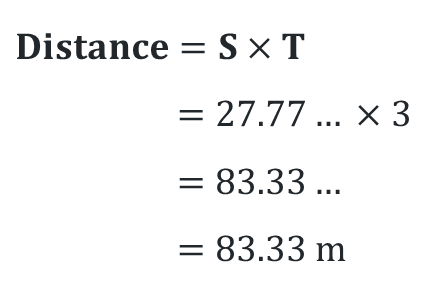 Distance = S × T
= 27.77 ... × 3
= 83.33 ...
= 83.33 m